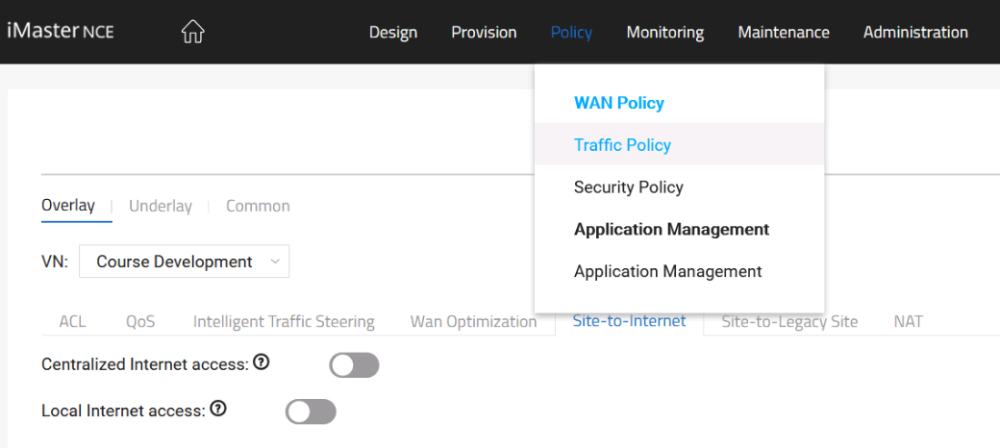 iMaster NCE Design Provision Policy Monitoring Maintenance Administration
WAN Policy
Traffic Policy
Security Policy
Application Management
Application Management
Overlay Underlay Common
VN: Course Development
ACL QoS Intelligent Traffic Steering Wan Optimization Site-to-Internet Site-to-Legacy Site NAT
Centralized Internet access: ?
Local Internet access: ?